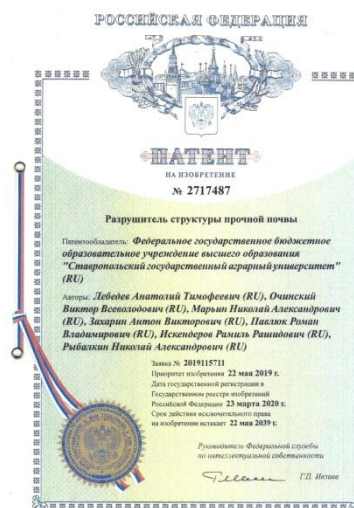 РОССИЙСКАЯ ФЕДЕРАЦИЯ
ПАТЕНТ
НА ИЗОБРЕТЕНИЕ
№ 2717487
Разрушитель структуры прочной почвы
Патентообладатель: Федеральное государственное бюджетное
образовательное учреждение высшего образования
"Ставропольский государственный аграрный университет"
(RU)
Авторы: Лебедев Анатолий Тимофеевич (RU), Очинский
Виктор Всеволодович (RU), Марьин Николай Александрович
(RU), Захарин Антон Викторович (RU), Павлюк Роман
Владимирович (RU), Искендеров Рамиль Рашидович (RU),
Рыбалкин Николай Александрович (RU)
Заявка № 2019115711
Приоритет изобретения 22 мая 2019 г.
Дата государственной регистрации в
Государственном реестре изобретений
Российской Федерации 23 марта 2020 г.
Срок действия исключительного права
на изобретение истекает 22 мая 2039 г.
Руководитель Федеральной службы
по интеллектуальной собственности
Г.П. Ивлиев